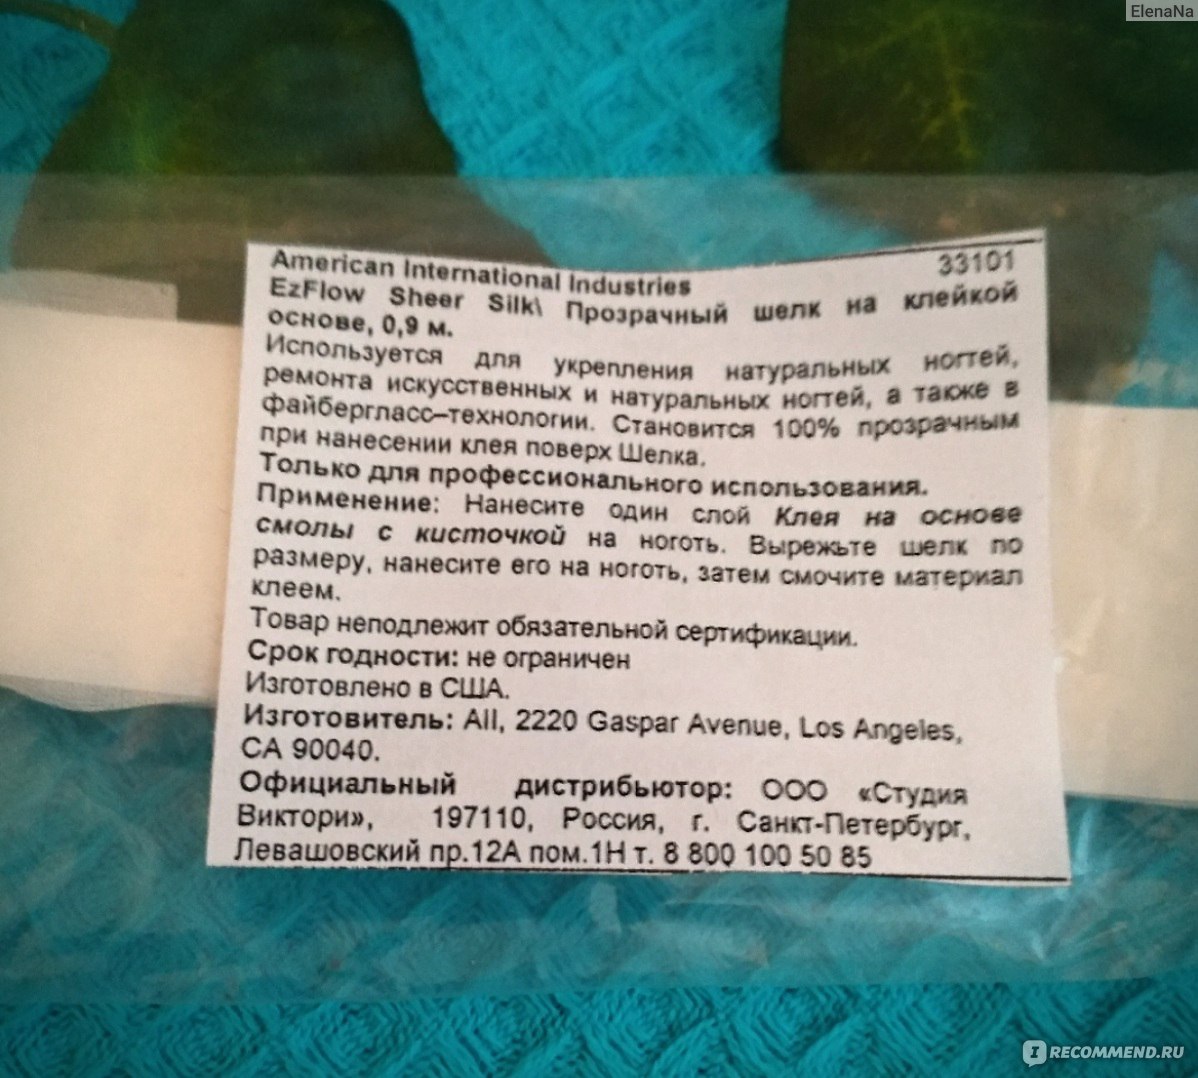 ElenaNa
American International Industries 33101
EzFlow Sheer Silk\ Прозрачный шелк на клейкой
основе, 0,9 м.
Используется для укрепления натуральных ногтей,
ремонта искусственных и натуральных ногтей, а также в
файбергласс–технологии. Становится 100% прозрачным
при нанесении клея поверх Шелка.
Только для профессионального использования.
Применение: Нанесите один слой Клея на основе
смолы с кисточкой на ноготь. Вырежьте шелк по
размеру, нанесите его на ноготь, затем смочите материал
клеем.
Товар неподлежит обязательной сертификации.
Срок годности: не ограничен
Изготовлено в США.
Изготовитель: AII, 2220 Gaspar Avenue, Los Angeles,
CA 90040.
Официальный дистрибьютор: ООО «Студия
Виктори», 197110, Россия, г. Санкт-Петербург,
Левашовский пр.12А пом.1Н т. 8 800 100 50 85
I RECOMMEND.RU